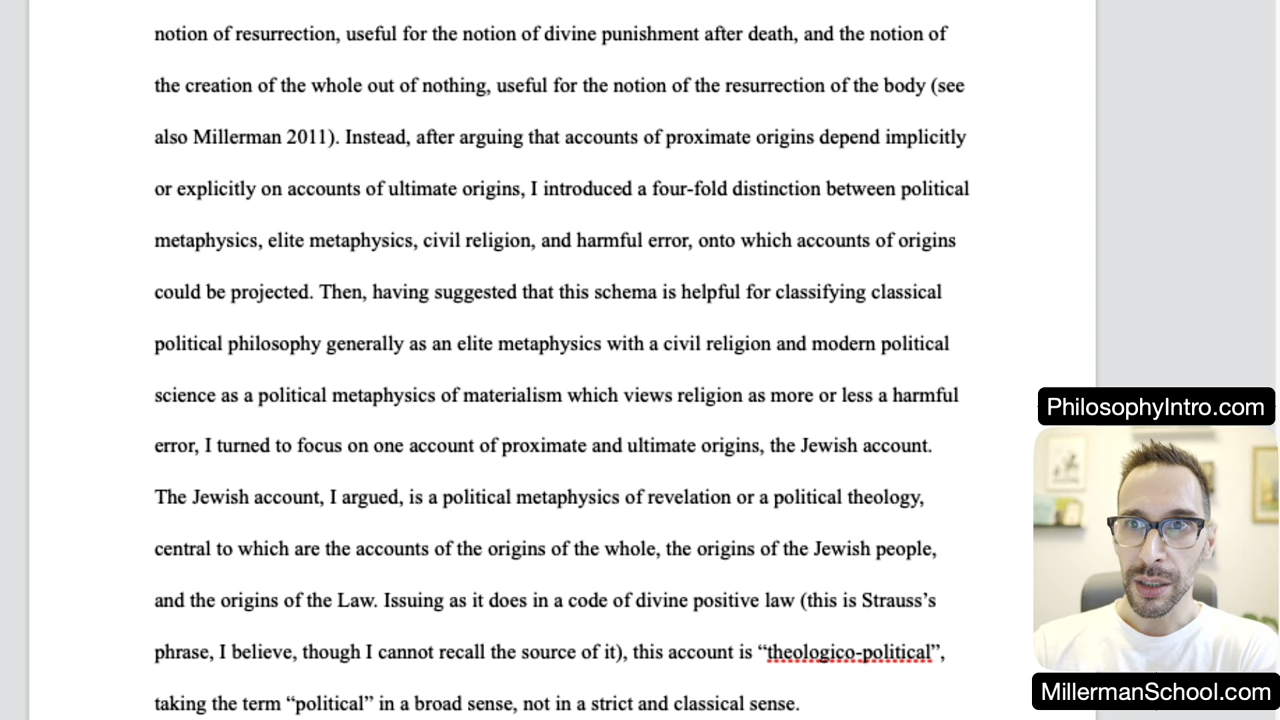 notion of resurrection, useful for the notion of divine punishment after death, and the notion of
the creation of the whole out of nothing, useful for the notion of the resurrection of the body (see
also Millerman 2011). Instead, after arguing that accounts of proximate origins depend implicitly
or explicitly on accounts of ultimate origins, I introduced a four-fold distinction between political
metaphysics, elite metaphysics, civil religion, and harmful error, onto which accounts of origins
could be projected. Then, having suggested that this schema is helpful for classifying classical
political philosophy generally as an elite metaphysics with a civil religion and modern political
science as a political metaphysics of materialism which views religion as more or less a harmful
error, I turned to focus on one account of proximate and ultimate origins, the Jewish account.
The Jewish account, I argued, is a political metaphysics of revelation or a political theology,
central to which are the accounts of the origins of the whole, the origins of the Jewish people,
and the origins of the Law. Issuing as it does in a code of divine positive law (this is Strauss’s
phrase, I believe, though I cannot recall the source of it), this account is “theologico-political”,
taking the term “political” in a broad sense, not in a strict and classical sense.
PhilosophyIntro.com
MillermanSchool.com